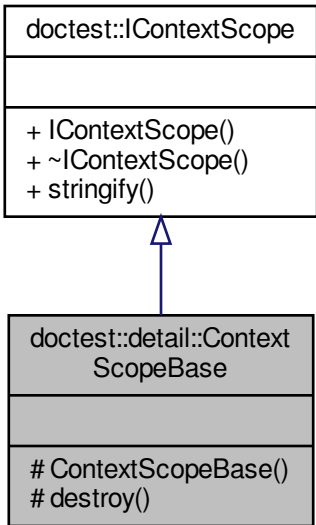 doctest::IContextScope
+ IContextScope()
+ ~IContextScope()
+ stringify()
doctest::detail::Context
ScopeBase
# ContextScopeBase()
# destroy()